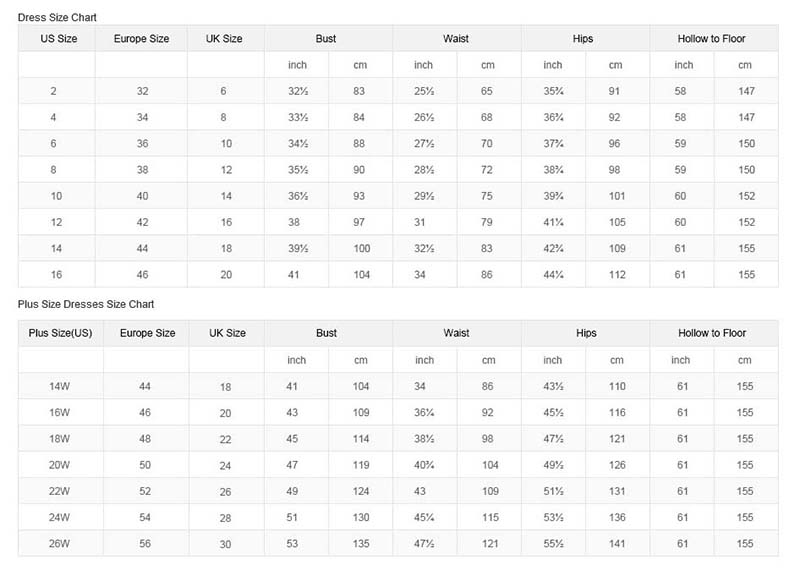 Dress Size Chart
US Size Europe Size UK Size Bust Waist Hips Hollow to Floor
inch cm inch cm inch cm inch cm
2 32 6 32½ 83 25½ 65 35¾ 91 58 147
4 34 8 33½ 84 26½ 68 36¾ 92 58 147
6 36 10 34½ 88 27½ 70 37¾ 96 59 150
8 38 12 35½ 90 28½ 72 38¾ 98 59 150
10 40 14 36½ 93 29½ 75 39¾ 101 60 152
12 42 16 38 97 31 79 41¼ 105 60 152
14 44 18 39½ 100 32½ 83 42¾ 109 61 155
16 46 20 41 104 34 86 44¼ 112 61 155
Plus Size Dresses Size Chart
Plus Size(US) Europe Size UK Size Bust Waist Hips Hollow to Floor
inch cm inch cm inch cm inch cm
14W 44 18 41 104 34 86 43½ 110 61 155
16W 46 20 43 109 36¼ 92 45½ 116 61 155
18W 48 22 45 114 38½ 98 47½ 121 61 155
20W 50 24 47 119 40¾ 104 49½ 126 61 155
22W 52 26 49 124 43 109 51½ 131 61 155
24W 54 28 51 130 45¼ 115 53½ 136 61 155
26W 56 30 53 135 47½ 121 55½ 141 61 155